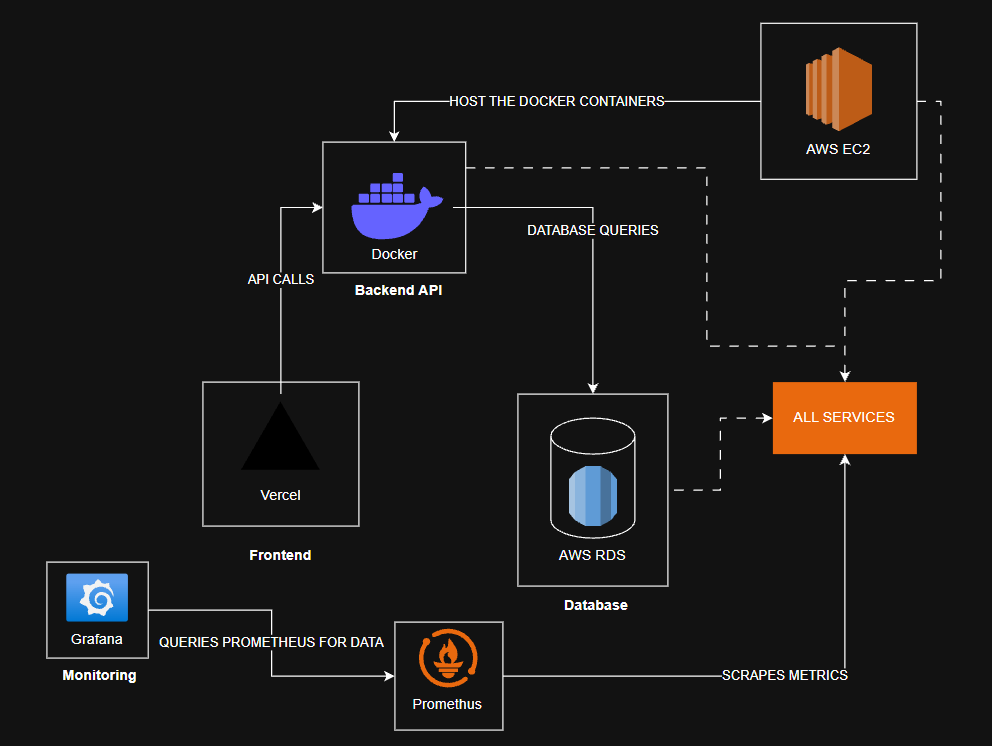 HOST THE DOCKER CONTAINERS
AWS EC2
Docker
Backend API
DATABASE QUERIES
API CALLS
ALL SERVICES
Vercel
Frontend
AWS RDS
Database
Grafana
Monitoring
QUERIES PROMETHEUS FOR DATA
Promethus
SCRAPES METRICS